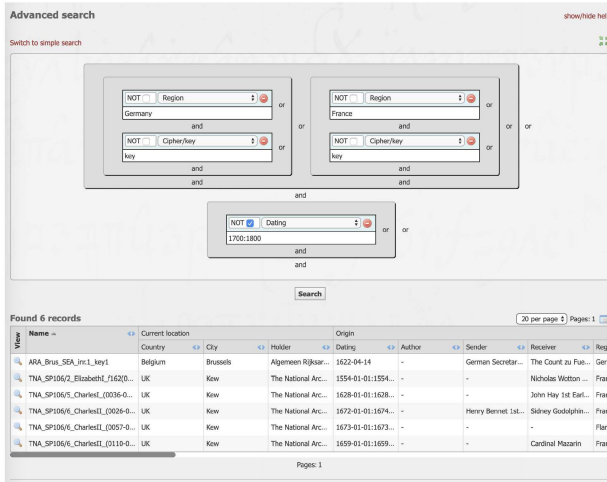 Advanced search
show/hide hel
Switch to simple search
NOT Region or NOT Region or
Germany France
and or and or or
NOT Cipher/key or NOT Cipher/key or
key key
and and
and and
and
NOT Dating or or
1700:1800
and
and
Search
Found 6 records
20 per page Pages: 1
View Name Current location Origin
Country City Holder Dating Author Sender Receiver Reg
ARA_Brus_SEA_inr.1_key1 Belgium Brussels Algemeen Rijksar... 1622-04-14 - German Secretar... The Count zu Fue... Ger
TNA_SP106/2_ElizabethI_f162(0... UK Kew The National Arc... 1554-01-01:1554... - - Nicholas Wotton ... Fra
TNA_SP106/5_CharlesI_(0036-0... UK Kew The National Arc... 1628-01-01:1628... - - John Hay 1st Earl... Fra
TNA_SP106/6_CharlesII_(0026-0... UK Kew The National Arc... 1672-01-01:1674... - Henry Bennet 1st... Sidney Godolphin... Fra
TNA_SP106/6_CharlesII_(0057-0... UK Kew The National Arc... 1673-01-01:1673... - - - Flar
TNA_SP106/6_CharlesII_(0110-0... UK Kew The National Arc... 1659-01-01:1659... - - Cardinal Mazarin Fra
Pages: 1